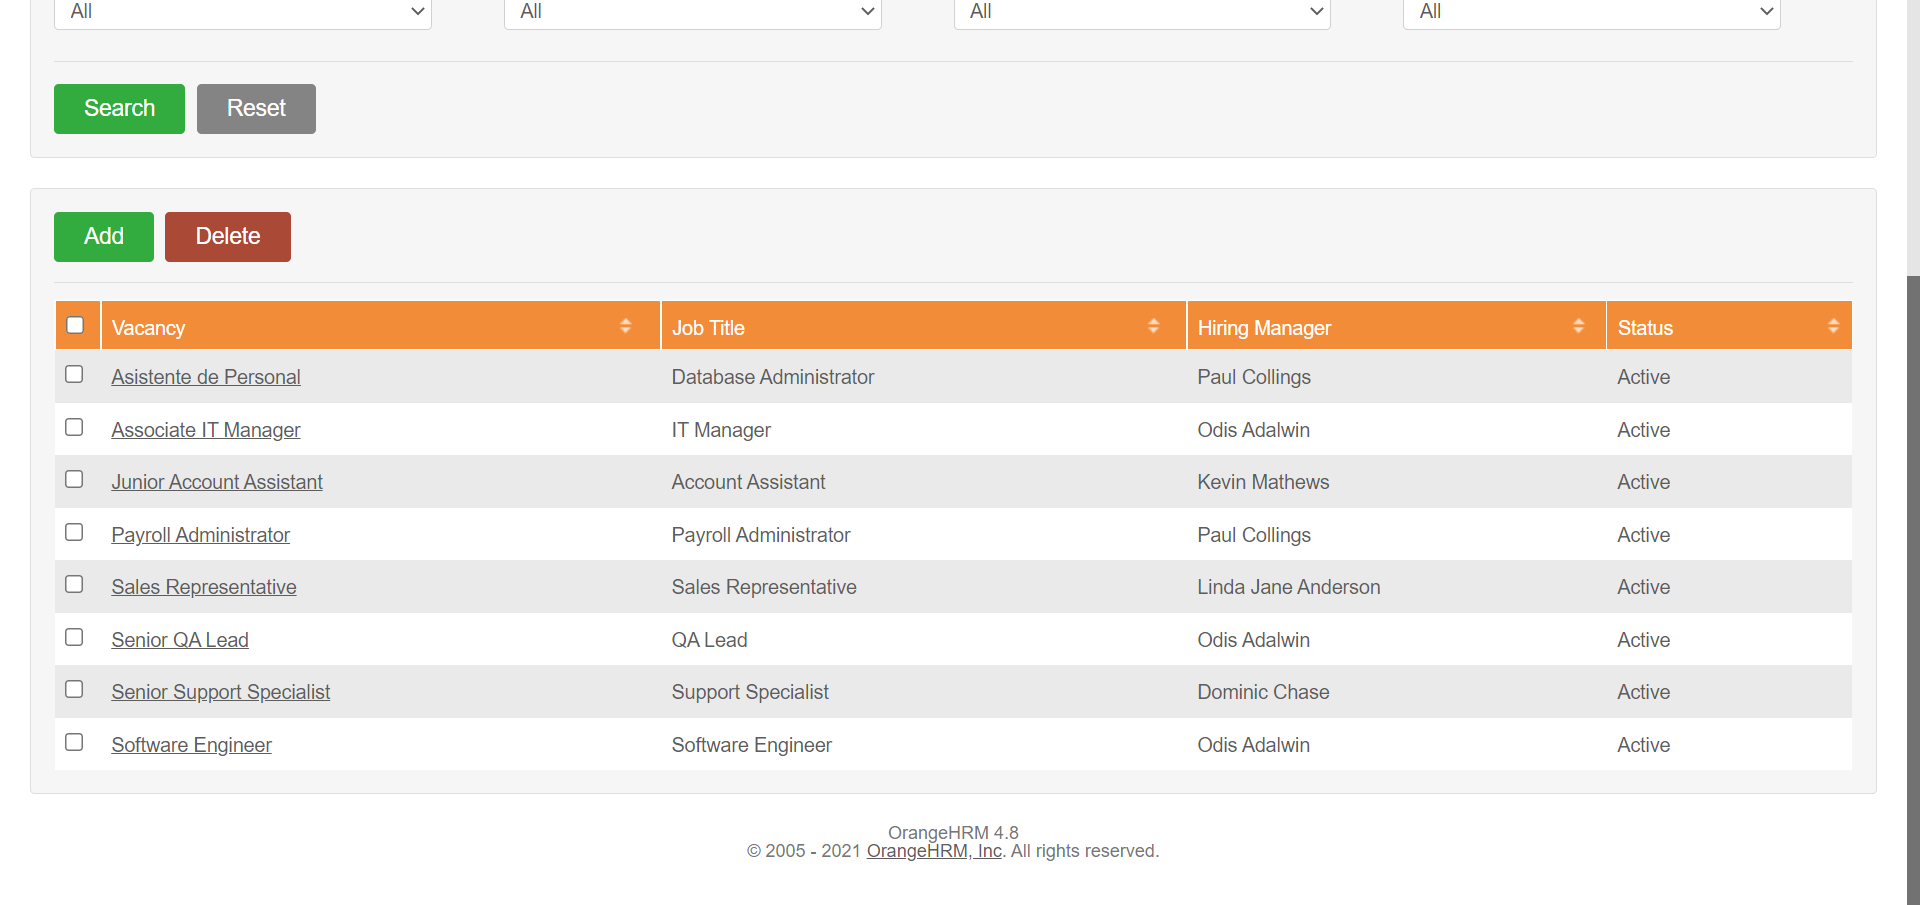 All All All All
Search Reset
Add Delete
Vacancy Job Title Hiring Manager Status
Asistente de Personal Database Administrator Paul Collings Active
Associate IT Manager IT Manager Odis Adalwin Active
Junior Account Assistant Account Assistant Kevin Mathews Active
Payroll Administrator Payroll Administrator Paul Collings Active
Sales Representative Sales Representative Linda Jane Anderson Active
Senior QA Lead QA Lead Odis Adalwin Active
Senior Support Specialist Support Specialist Dominic Chase Active
Software Engineer Software Engineer Odis Adalwin Active
OrangeHRM 4.8
© 2005 - 2021 OrangeHRM, Inc. All rights reserved.